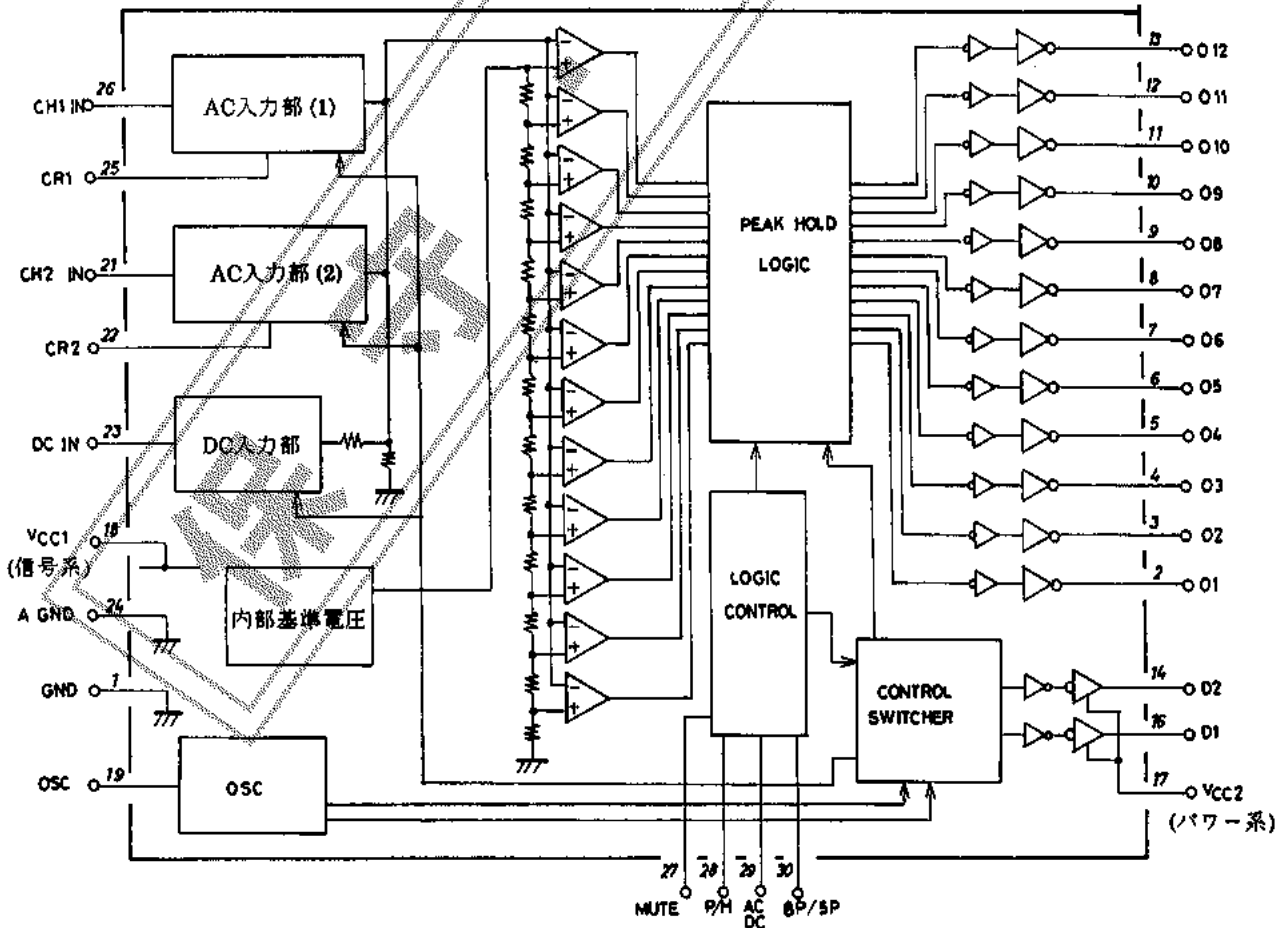 13
O12
26
CH1 IN
AC入力部(1)
12
O11
11
O10
25
CR1
10
O9
PEAK HOLD
LOGIC
9
O8
21
CH2 IN
AC入力部(2)
8
O7
22
CR2
7
O6
6
O5
23
DC IN
DC入力部
5
O4
4
O3
VCC1
18
(信号系)
3
O2
LOGIC
CONTROL
2
O1
24
A GND
内部基準電圧
1
GND
CONTROL
SWITCHER
14
D2
16
D1
19
OSC
OSC
17
VCC2
(パワー系)
27
28
29
30
MUTE
P/H
AC
DC
8P/5P